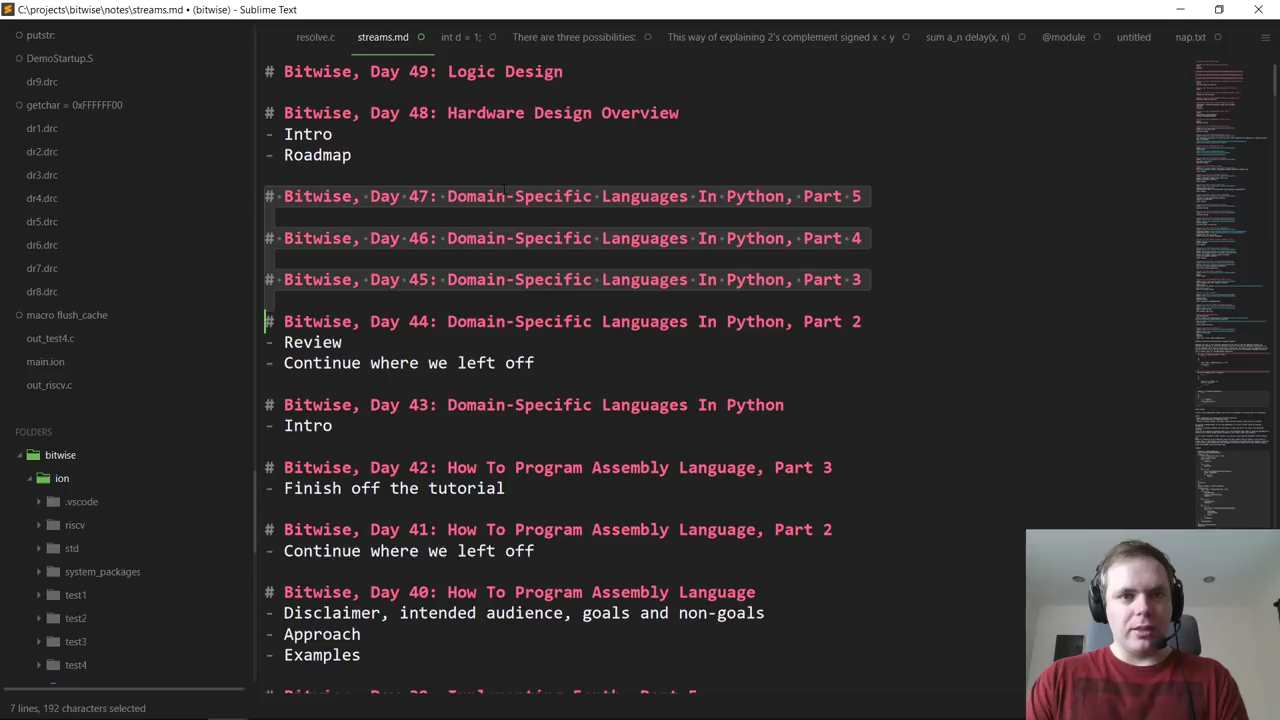 C:\projects\bitwise\notes\streams.md • (bitwise) - Sublime Text
putstr:
DemoStartup.S
dr9.drc
getchar = 0xFFFFFF00
dr1.drc
dr2.drc
dr3.drc
dr4.drc
dr5.drc
dr6.drc
dr7.drc
dr8.drc
macro flush_cache
out_test4.c
main.ion
out_riscv.c
FOLDERS
bitwise
ion
.vscode
riscv
std
system_packages
test1
test2
test3
test4
resolve.c streams.md int d = 1; There are three possibilities: This way of explaining 2's complement signed x < y sum a_n delay(x, n) @module untitled nap.txt
# Bitwise, Day 49: Logic Design
# Bitwise, Day 48: Hardware Design Overview
- Intro
- Roadmap
# Bitwise, Day 47: Domain-Specific Languages In Python, Part 5
# Bitwise, Day 46: Domain-Specific Languages In Python, Part 4
# Bitwise, Day 45: Domain-Specific Languages In Python, Part 3
# Bitwise, Day 44: Domain-Specific Languages In Python, Part 2
- Review
- Continue where we left off
# Bitwise, Day 43: Domain-Specific Languages In Python
- Intro
# Bitwise, Day 42: How To Program Assembly Language, Part 3
- Finish off the tutorial
# Bitwise, Day 41: How To Program Assembly Language, Part 2
- Continue where we left off
# Bitwise, Day 40: How To Program Assembly Language
- Disclaimer, intended audience, goals and non-goals
- Approach
- Examples
# Bitwise, Day 39: Implementing Forth, Part 5
7 lines, 192 characters selected